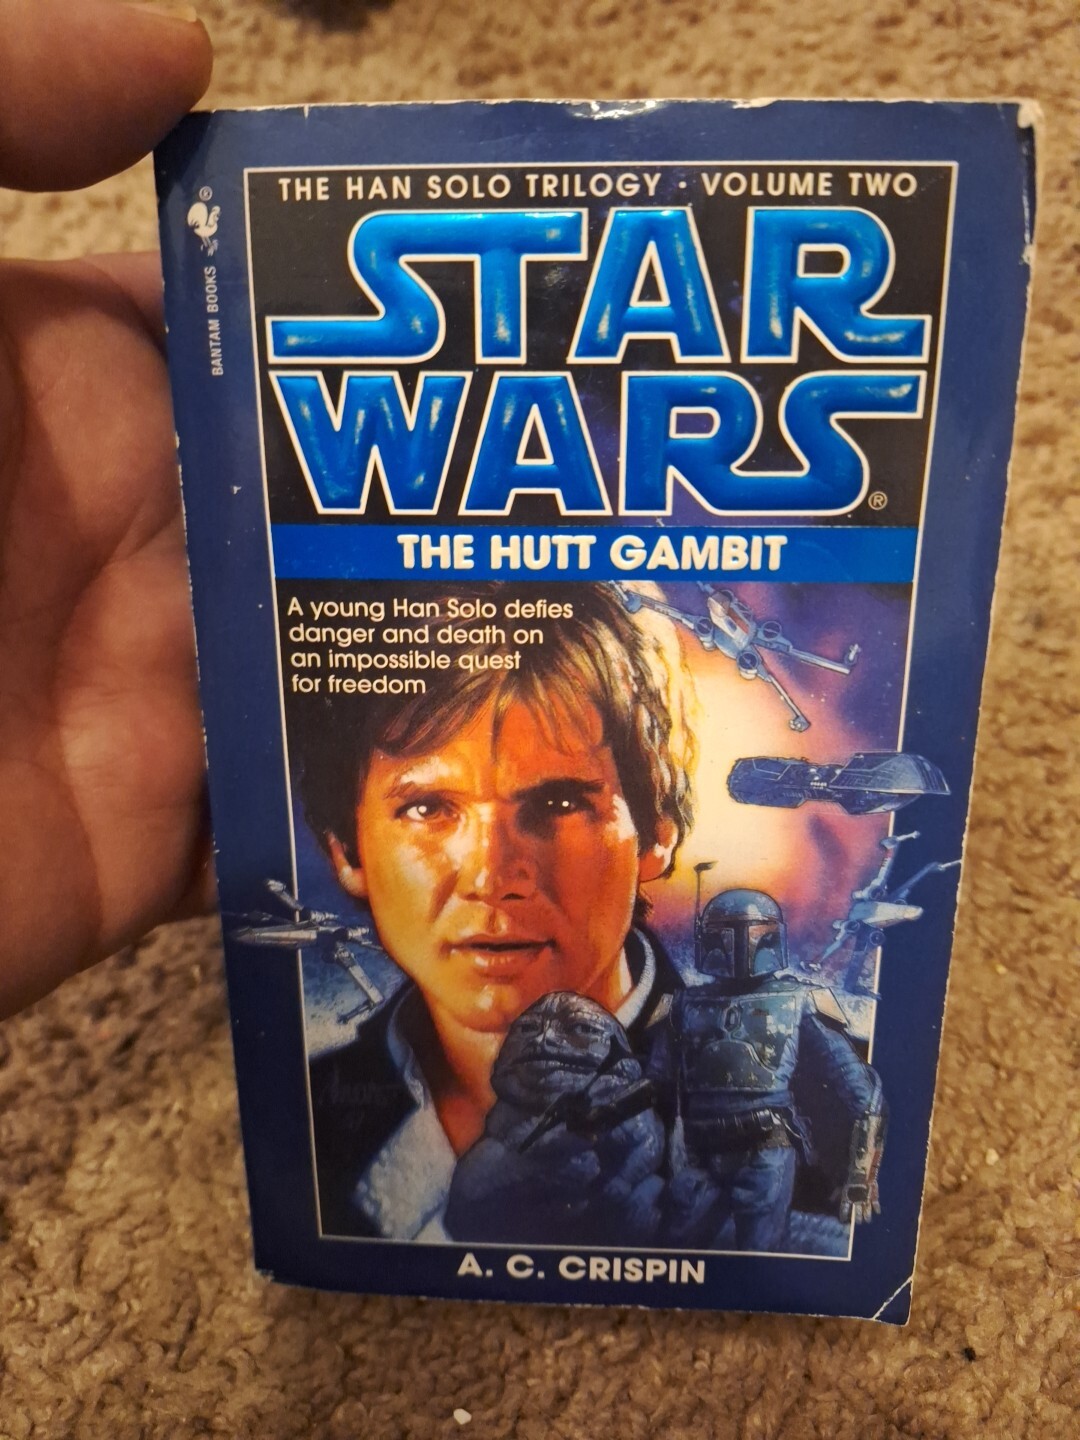 THE HAN SOLO TRILOGY · VOLUME TWO
STAR
WARS®
THE HUTT GAMBIT
A young Han Solo defies
danger and death on
an impossible quest
for freedom
A. C. CRISPIN
BANTAM BOOKS
®